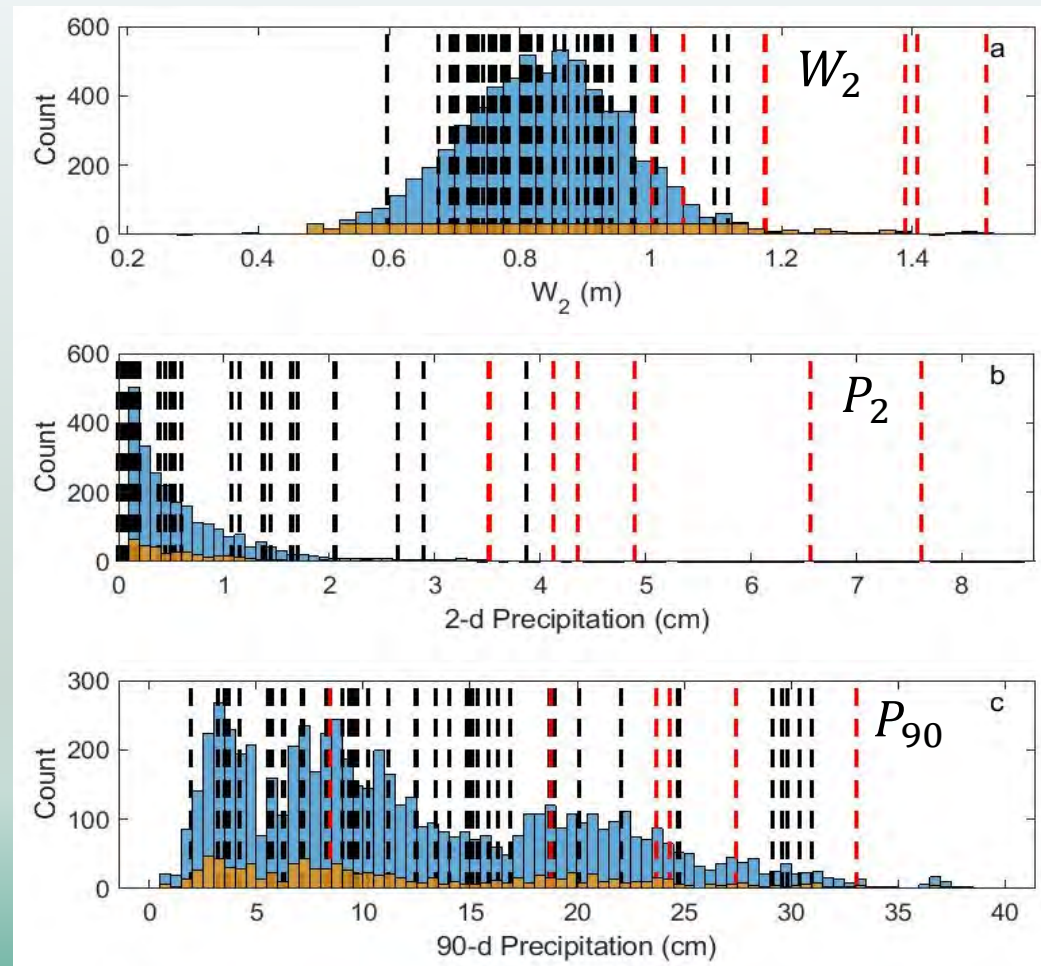 600
400
200
0
Count
a
W₂
0.2 0.4 0.6 0.8 1 1.2 1.4
W₂ (m)
600
400
200
0
Count
b
P₂
0 1 2 3 4 5 6 7 8
2-d Precipitation (cm)
300
200
100
0
Count
c
P₉₀
0 5 10 15 20 25 30 35 40
90-d Precipitation (cm)